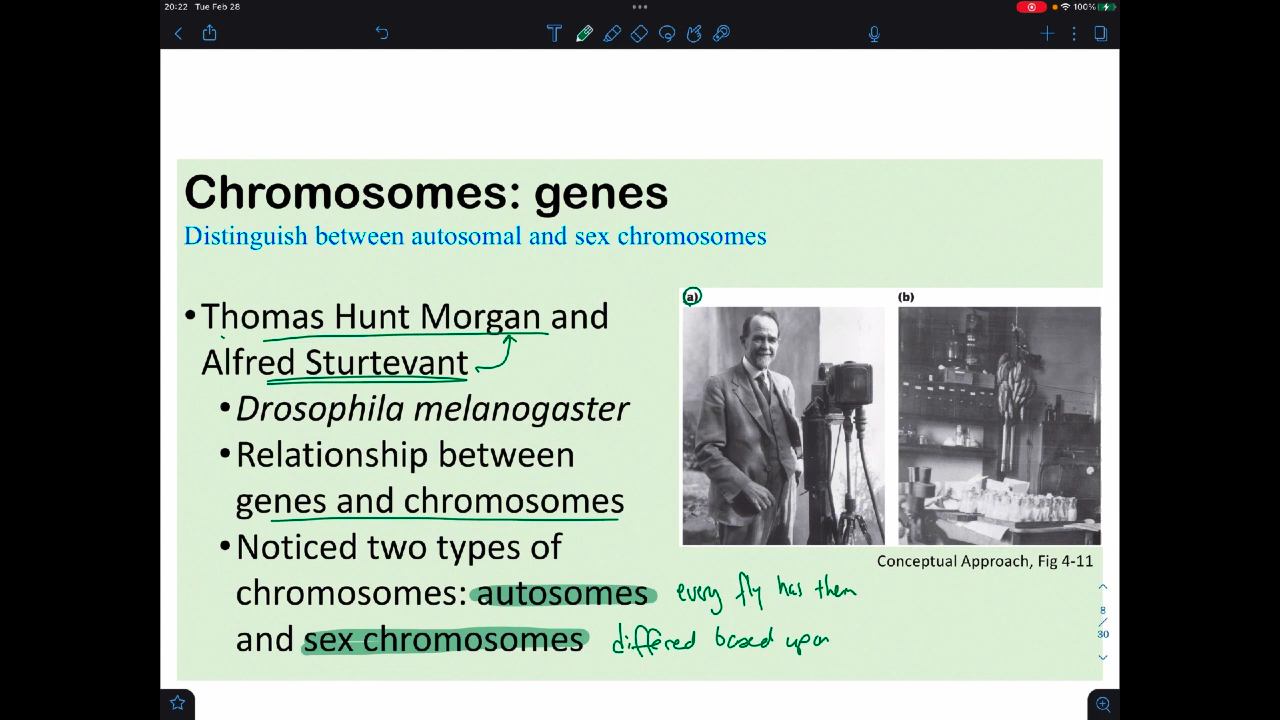 20:22 Tue Feb 28
100%
T
Chromosomes: genes
Distinguish between autosomal and sex chromosomes
• Thomas Hunt Morgan and
Alfred Sturtevant
• Drosophila melanogaster
• Relationship between
genes and chromosomes
• Noticed two types of
chromosomes: autosomes every fly has them
and sex chromosomes differed based upon
(a)
(b)
Conceptual Approach, Fig 4-11
8
/
30